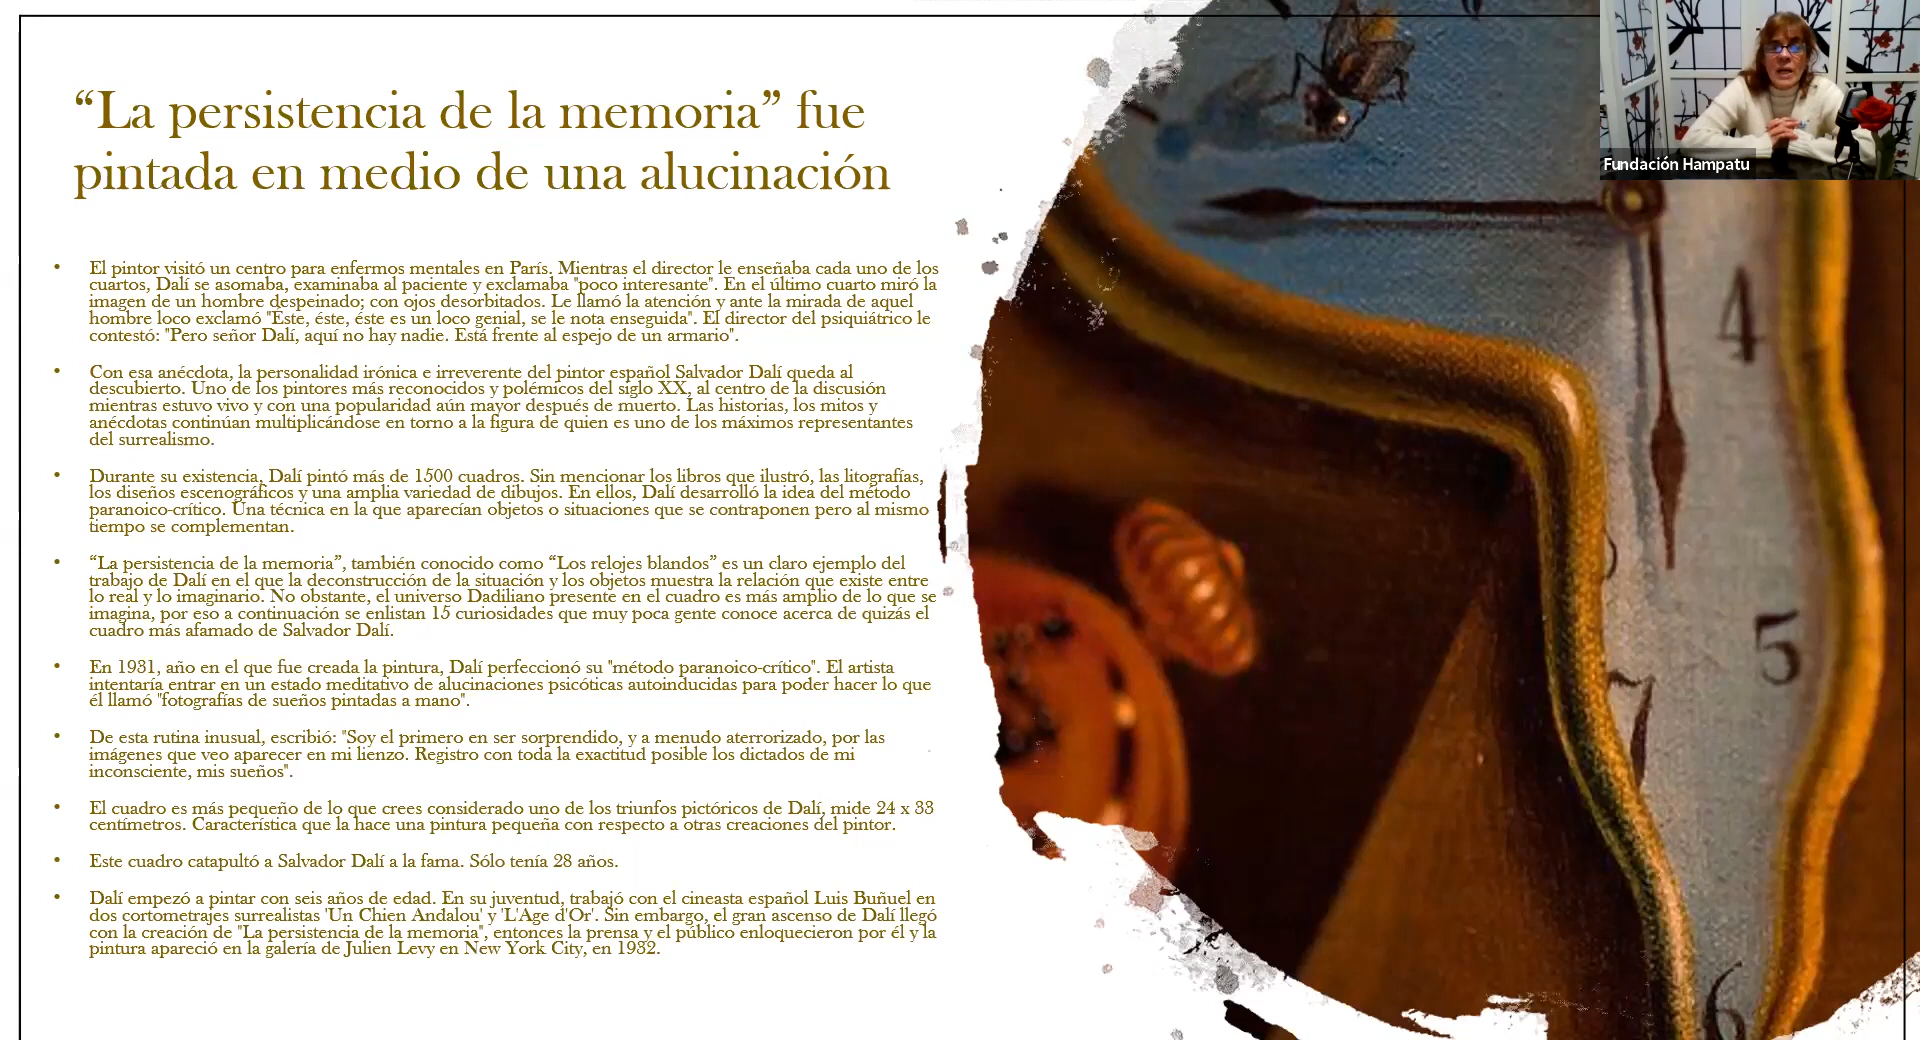 “La persistencia de la memoria” fue
pintada en medio de una alucinación
Fundación Hampatu
• El pintor visitó un centro para enfermos mentales en París. Mientras el director le enseñaba cada uno de los
cuartos, Dalí se asomaba, examinaba al paciente y exclamaba "poco interesante". En el último cuarto miró la
imagen de un hombre despeinado; con ojos desorbitados. Le llamó la atención y ante la mirada de aquel
hombre loco exclamó "Éste, éste, éste es un loco genial, se le nota enseguida". El director del psiquiátrico le
contestó: "Pero señor Dalí, aquí no hay nadie. Está frente al espejo de un armario".
• Con esa anécdota, la personalidad irónica e irreverente del pintor español Salvador Dalí queda al
descubierto. Uno de los pintores más reconocidos y polémicos del siglo XX, al centro de la discusión
mientras estuvo vivo y con una popularidad aún mayor después de muerto. Las historias, los mitos y
anécdotas continúan multiplicándose en torno a la figura de quien es uno de los máximos representantes
del surrealismo.
• Durante su existencia, Dalí pintó más de 1500 cuadros. Sin mencionar los libros que ilustró, las litografías,
los diseños escenográficos y una amplia variedad de dibujos. En ellos, Dalí desarrolló la idea del método
paranoico-crítico. Una técnica en la que aparecían objetos o situaciones que se contraponen pero al mismo
tiempo se complementan.
• “La persistencia de la memoria”, también conocido como “Los relojes blandos” es un claro ejemplo del
trabajo de Dalí en el que la deconstrucción de la situación y los objetos muestra la relación que existe entre
lo real y lo imaginario. No obstante, el universo Dadiliano presente en el cuadro es más amplio de lo que se
imagina, por eso a continuación se enlistan 15 curiosidades que muy poca gente conoce acerca de quizás el
cuadro más afamado de Salvador Dalí.
• En 1931, año en el que fue creada la pintura, Dalí perfeccionó su "método paranoico-crítico". El artista
intentaría entrar en un estado meditativo de alucinaciones psicóticas autoinducidas para poder hacer lo que
él llamó "fotografías de sueños pintadas a mano".
• De esta rutina inusual, escribió: "Soy el primero en ser sorprendido, y a menudo aterrorizado, por las
imágenes que veo aparecer en mi lienzo. Registro con toda la exactitud posible los dictados de mi
inconsciente, mis sueños".
• El cuadro es más pequeño de lo que crees considerado uno de los triunfos pictóricos de Dalí, mide 24 x 33
centímetros. Característica que la hace una pintura pequeña con respecto a otras creaciones del pintor.
• Este cuadro catapultó a Salvador Dalí a la fama. Sólo tenía 28 años.
• Dalí empezó a pintar con seis años de edad. En su juventud, trabajó con el cineasta español Luis Buñuel en
dos cortometrajes surrealistas 'Un Chien Andalou' y 'L'Age d'Or'. Sin embargo, el gran ascenso de Dalí llegó
con la creación de "La persistencia de la memoria", entonces la prensa y el público enloquecieron por él y la
pintura apareció en la galería de Julien Levy en New York City, en 1932.
4
5
7
6